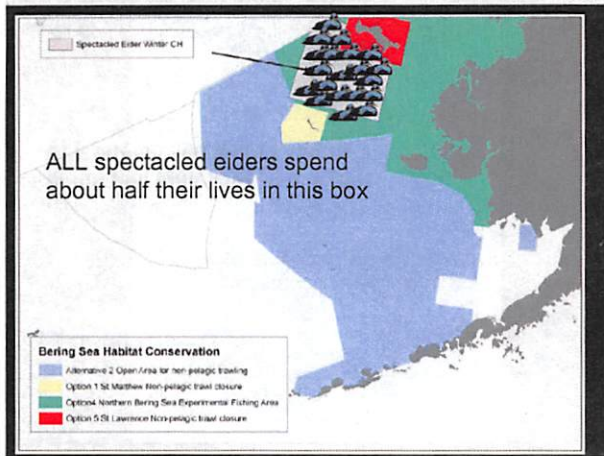 Spectacled Eider Winter CH
ALL spectacled eiders spend
about half their lives in this box
Bering Sea Habitat Conservation
Alternative 2 Open Area for non pelagic trawling
Option 1 St Matthew Non-pelagic trawl closure
Option4 Northern Bering Sea Experimental Fishing Area
Option 5 St Lawrence Non-pelagic trawl closure